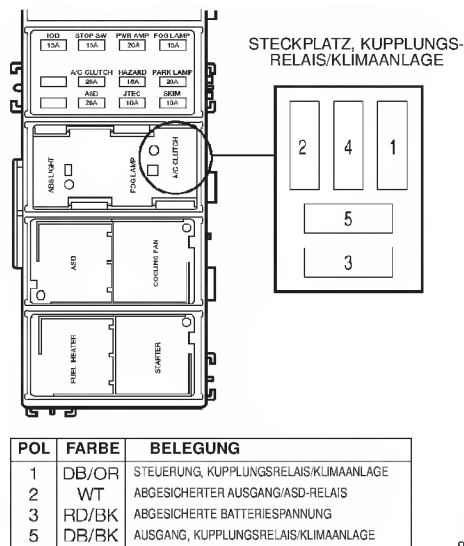 IOD STOP SW PWR AMP FOG LAMP
15A 15A 20A 15A
A/C CLUTCH HAZARD PARK LAMP
20A 15A 20A
ASD JTEC SKIM
20A 10A 10A
ABS LIGHT
FOG LAMP
A/C CLUTCH
ASD
COOLING FAN
FUEL HEATER
STARTER
STECKPLATZ, KUPPLUNGS-
RELAIS/KLIMAANLAGE
2 4 1
5
3
POL FARBE BELEGUNG
1 DB/OR STEUERUNG, KUPPLUNGSRELAIS/KLIMAANLAGE
2 WT ABGESICHERTER AUSGANG/ASD-RELAIS
3 RD/BK ABGESICHERTE BATTERIESPANNUNG
5 DB/BK AUSGANG, KUPPLUNGSRELAIS/KLIMAANLAGE